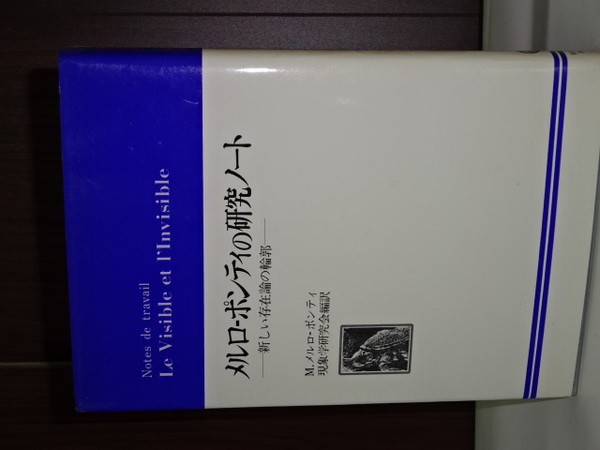 Notes de travail
Le Visible et l'Invisible
メルロ・ポンティの研究ノート
―新しい存在論の輪郭―
M.メルロ・ポンティ
現象学研究会編訳